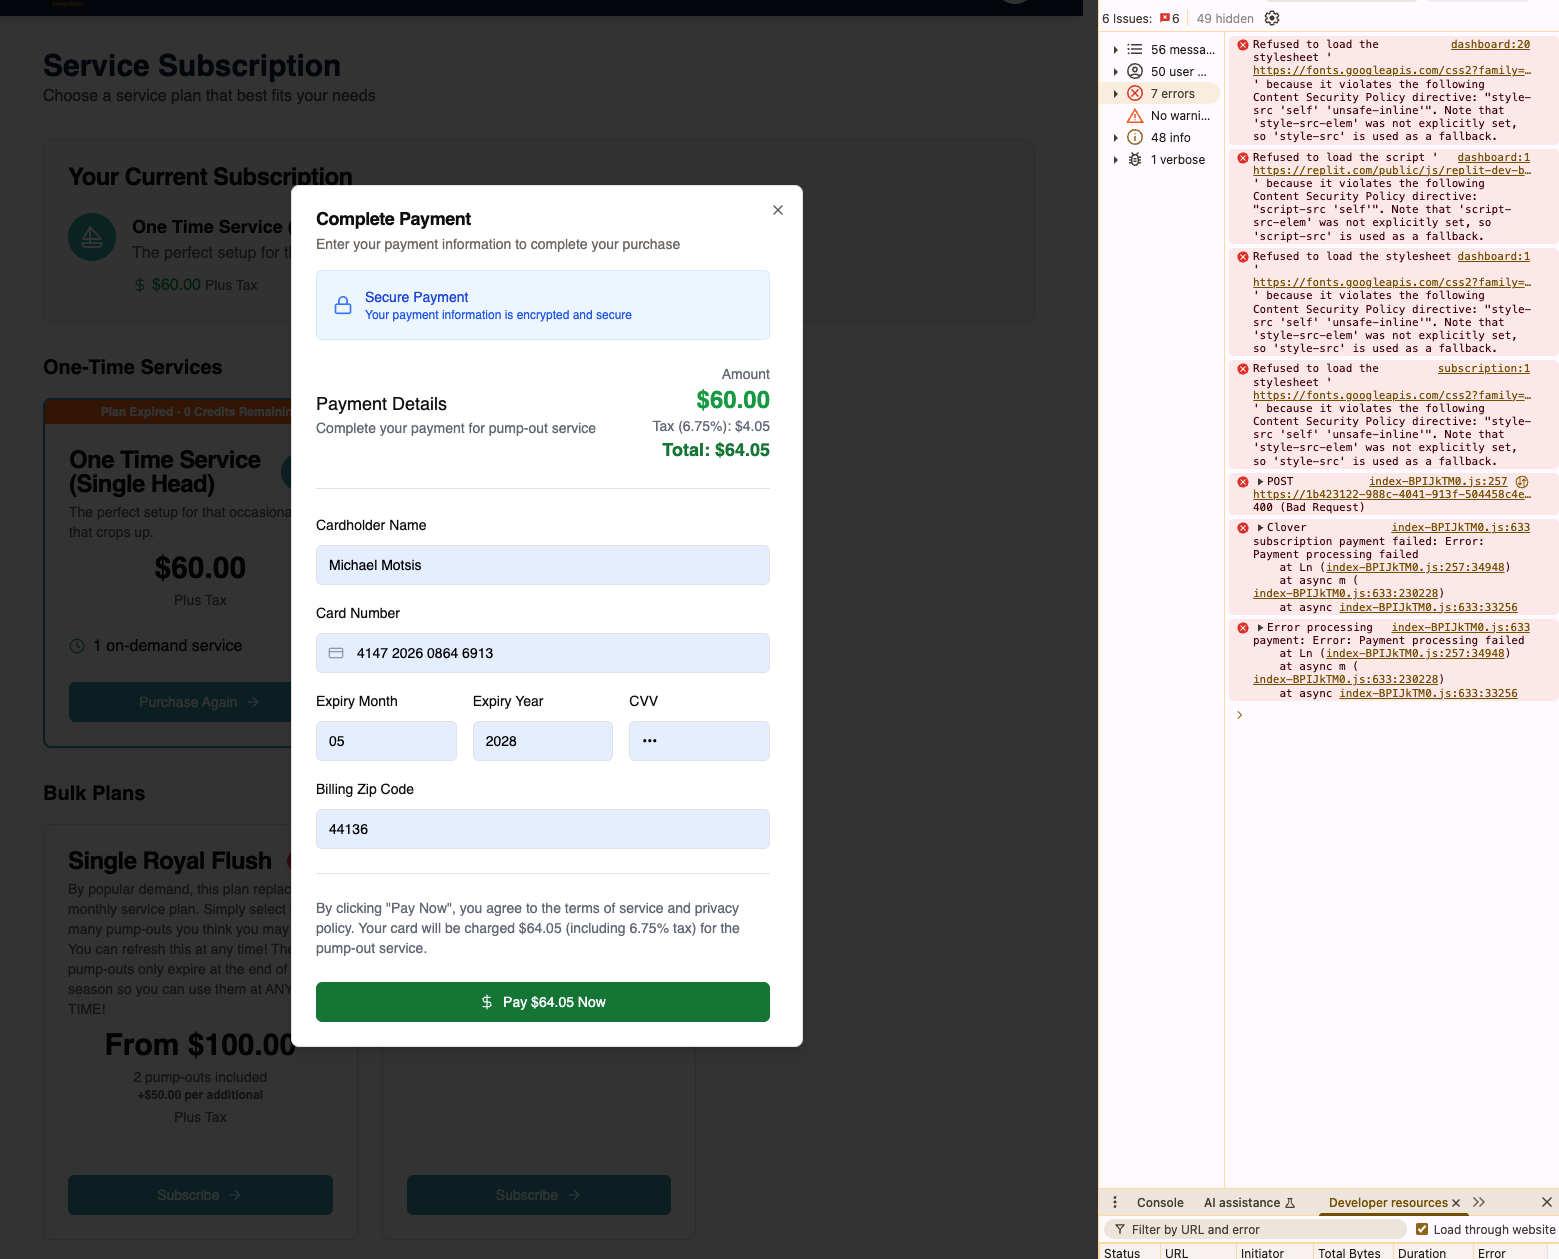 Service Subscription
Choose a service plan that best fits your needs
Your Current Subscription
One Time Service (
The perfect setup for th
$ $60.00 Plus Tax
One-Time Services
Plan Expired - 0 Credits Remainin
One Time Service
(Single Head)
The perfect setup for that occasiona
that crops up.
$60.00
Plus Tax
1 on-demand service
Purchase Again →
Bulk Plans
Single Royal Flush
By popular demand, this plan replac
monthly service plan. Simply select
many pump-outs you think you may
You can refresh this at any time! The
pump-outs only expire at the end of
season so you can use them at ANY
TIME!
From $100.00
2 pump-outs included
+$50.00 per additional
Plus Tax
Subscribe →
Subscribe →
Complete Payment
Enter your payment information to complete your purchase
Secure Payment
Your payment information is encrypted and secure
Amount
$60.00
Payment Details
Tax (6.75%): $4.05
Complete your payment for pump-out service
Total: $64.05
Cardholder Name
Michael Motsis
Card Number
4147 2026 0864 6913
Expiry Month Expiry Year CVV
05 2028 •••
Billing Zip Code
44136
By clicking "Pay Now", you agree to the terms of service and privacy
policy. Your card will be charged $64.05 (including 6.75% tax) for the
pump-out service.
$ Pay $64.05 Now
6 Issues: 6 49 hidden
56 messa...
50 user ...
7 errors
No warni...
48 info
1 verbose
Refused to load the dashboard:20
stylesheet '
https://fonts.googleapis.com/css2?family=…
' because it violates the following
Content Security Policy directive: "style-
src 'self' 'unsafe-inline'". Note that
'style-src-elem' was not explicitly set,
so 'style-src' is used as a fallback.
Refused to load the script ' dashboard:1
https://replit.com/public/js/replit-dev-b…
' because it violates the following
Content Security Policy directive:
"script-src 'self'". Note that 'script-
src-elem' was not explicitly set, so
'script-src' is used as a fallback.
Refused to load the stylesheet dashboard:1
'
https://fonts.googleapis.com/css2?family=…
' because it violates the following
Content Security Policy directive: "style-
src 'self' 'unsafe-inline'". Note that
'style-src-elem' was not explicitly set,
so 'style-src' is used as a fallback.
Refused to load the subscription:1
stylesheet '
https://fonts.googleapis.com/css2?family=…
' because it violates the following
Content Security Policy directive: "style-
src 'self' 'unsafe-inline'". Note that
'style-src-elem' was not explicitly set,
so 'style-src' is used as a fallback.
POST index-BPIJkTM0.js:257
https://1b423122-988c-4041-913f-504458c4e…
400 (Bad Request)
Clover index-BPIJkTM0.js:633
subscription payment failed: Error:
Payment processing failed
at Ln (index-BPIJkTM0.js:257:34948)
at async m (
index-BPIJkTM0.js:633:230228)
at async index-BPIJkTM0.js:633:33256
Error processing index-BPIJkTM0.js:633
payment: Error: Payment processing failed
at Ln (index-BPIJkTM0.js:257:34948)
at async m (
index-BPIJkTM0.js:633:230228)
at async index-BPIJkTM0.js:633:33256
Console AI assistance Developer resources
Filter by URL and error Load through website
Status URL Initiator Total Bytes Duration Error